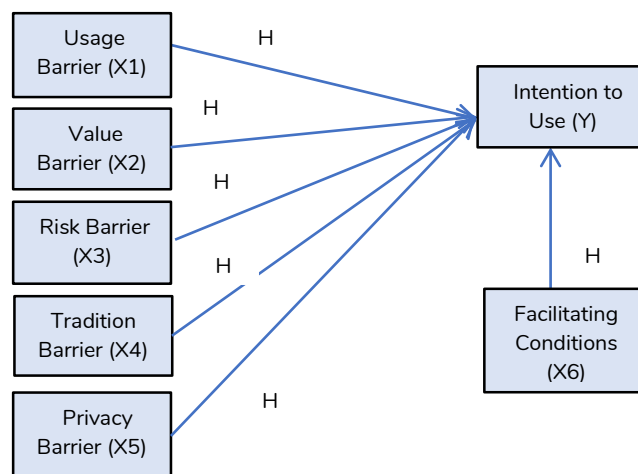 Usage
Barrier (X1)
H
Value
Barrier (X2)
H
Risk Barrier
(X3)
H
Tradition
Barrier (X4)
H
Privacy
Barrier (X5)
H
Intention to
Use (Y)
H
Facilitating
Conditions
(X6)